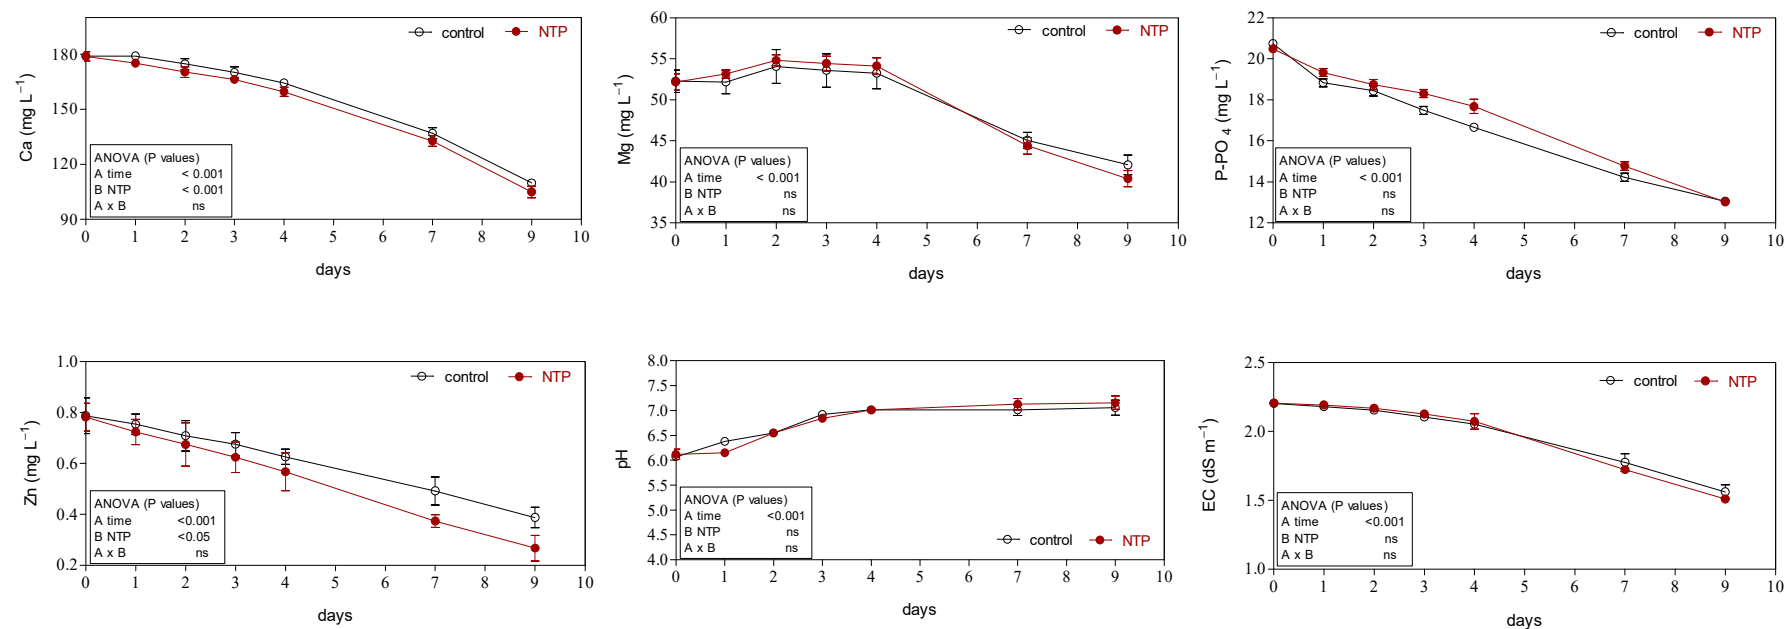 control NTP
Ca (mg L−1)
180
150
120
90
ANOVA (P values)
A time < 0.001
B NTP < 0.001
A x B ns
0 1 2 3 4 5 6 7 8 9 10
days
control NTP
Mg (mg L−1)
60
55
50
45
40
35
ANOVA (P values)
A time < 0.001
B NTP ns
A x B ns
0 1 2 3 4 5 6 7 8 9 10
days
control NTP
P-PO 4 (mg L−1)
22
20
18
16
14
12
ANOVA (P values)
A time < 0.001
B NTP ns
A x B ns
0 1 2 3 4 5 6 7 8 9 10
days
control NTP
Zn (mg L−1)
1.0
0.8
0.6
0.4
0.2
ANOVA (P values)
A time <0.001
B NTP <0.05
A x B ns
0 1 2 3 4 5 6 7 8 9 10
days
pH
8.0
7.5
7.0
6.5
6.0
5.5
5.0
4.5
4.0
ANOVA (P values)
A time <0.001
B NTP ns
A x B ns
control NTP
0 1 2 3 4 5 6 7 8 9 10
days
control NTP
EC (dS m−1)
2.5
2.0
1.5
1.0
ANOVA (P values)
A time <0.001
B NTP ns
A x B ns
0 1 2 3 4 5 6 7 8 9 10
days